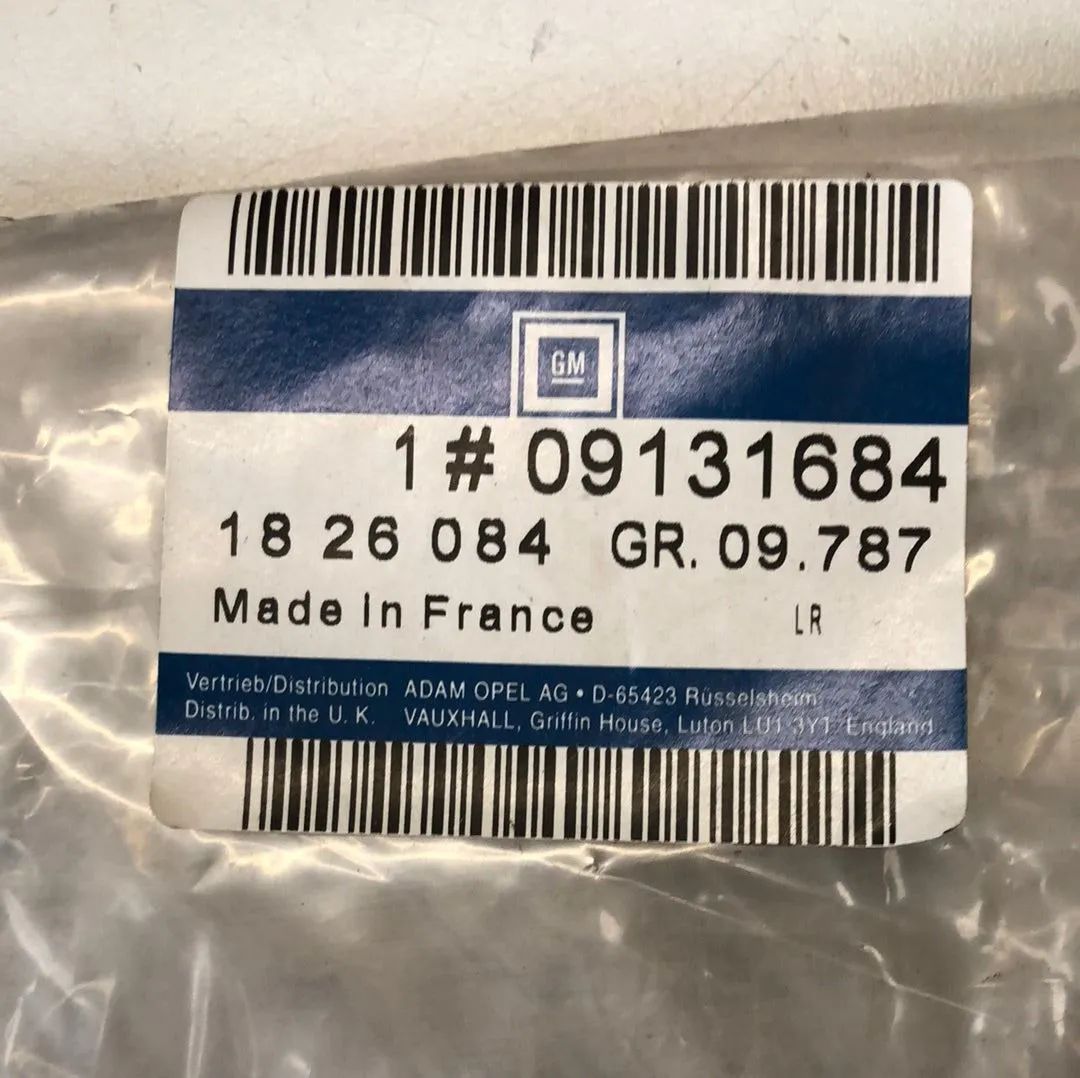 GM
1 # 09131684
18 26 084 GR. 09.787
Made In France LR
Vertrieb/Distribution ADAM OPEL AG • D-65423 Rüsselsheim
Distrib. in the U. K. VAUXHALL, Griffin House, Luton LU1 3YT England